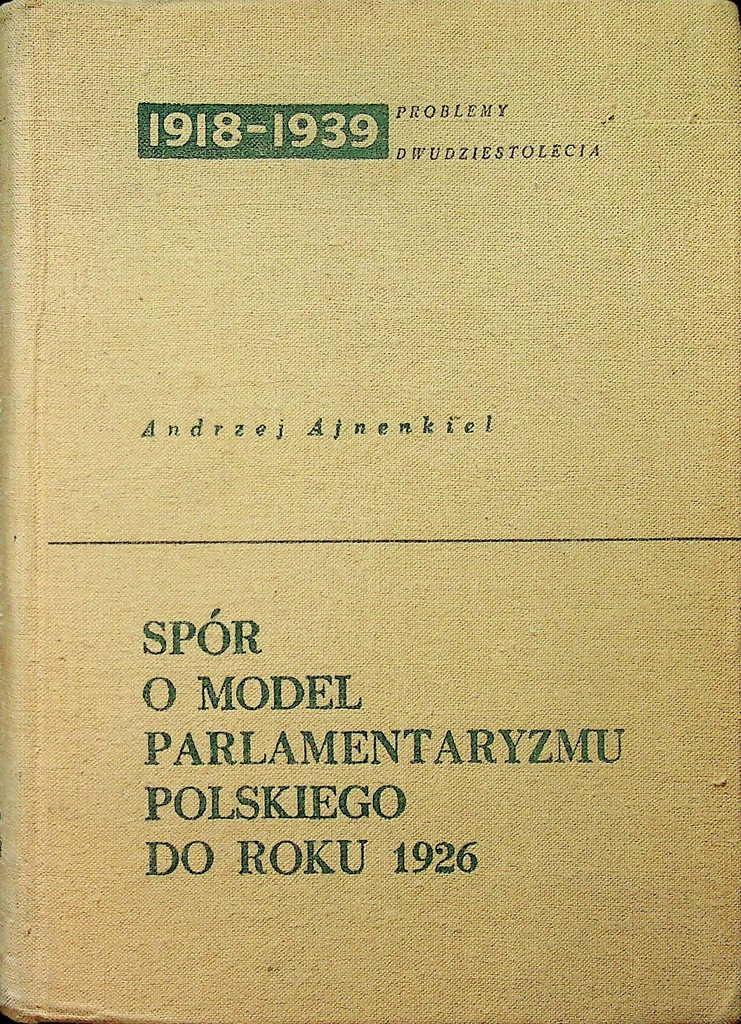 1918-1939
PROBLEMY
DWUDZIESTOLECIA
Andrzej Ajnenkiel
SPÓR
O MODEL
PARLAMENTARYZMU
POLSKIEGO
DO ROKU 1926